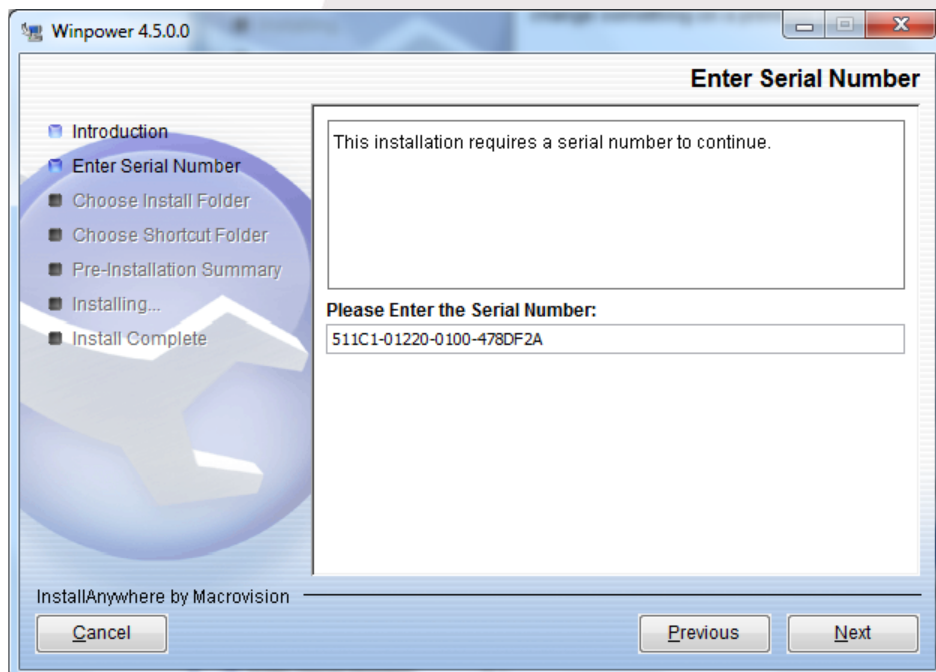 Winpower 4.5.0.0
Enter Serial Number
Introduction
Enter Serial Number
Choose Install Folder
Choose Shortcut Folder
Pre-Installation Summary
Installing...
Install Complete
This installation requires a serial number to continue.
Please Enter the Serial Number:
511C1-01220-0100-478DF2A
InstallAnywhere by Macrovision
Cancel
Previous
Next